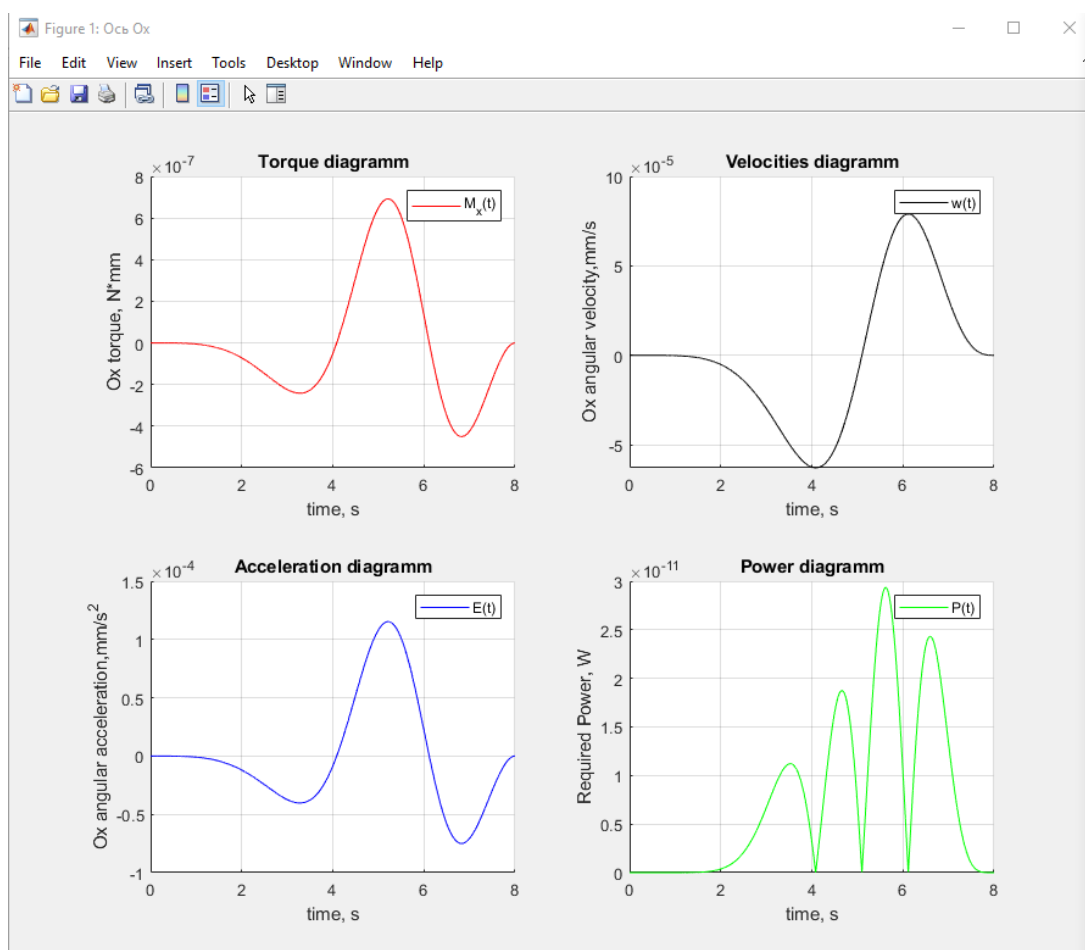 Figure 1: Ось Ox
File Edit View Insert Tools Desktop Window Help
×10^-7
Torque diagramm
M_x(t)
8
6
4
2
0
-2
-4
-6
Ox torque, N*mm
0 2 4 6 8
time, s
×10^-5
Velocities diagramm
w(t)
10
5
0
-5
Ox angular velocity,mm/s
0 2 4 6 8
time, s
×10^-4
Acceleration diagramm
E(t)
1.5
1
0.5
0
-0.5
-1
Ox angular acceleration,mm/s^2
0 2 4 6 8
time, s
×10^-11
Power diagramm
P(t)
3
2.5
2
1.5
1
0.5
0
Required Power, W
0 2 4 6 8
time, s